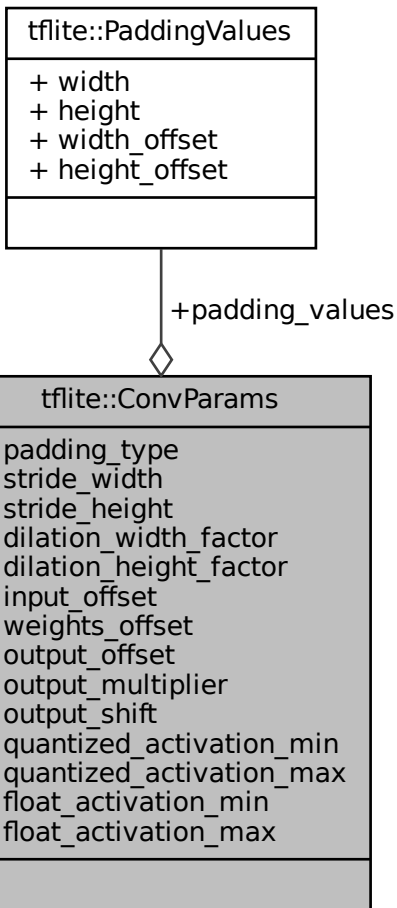 tflite::PaddingValues
+ width
+ height
+ width_offset
+ height_offset
+padding_values
tflite::ConvParams
padding_type
stride_width
stride_height
dilation_width_factor
dilation_height_factor
input_offset
weights_offset
output_offset
output_multiplier
output_shift
quantized_activation_min
quantized_activation_max
float_activation_min
float_activation_max